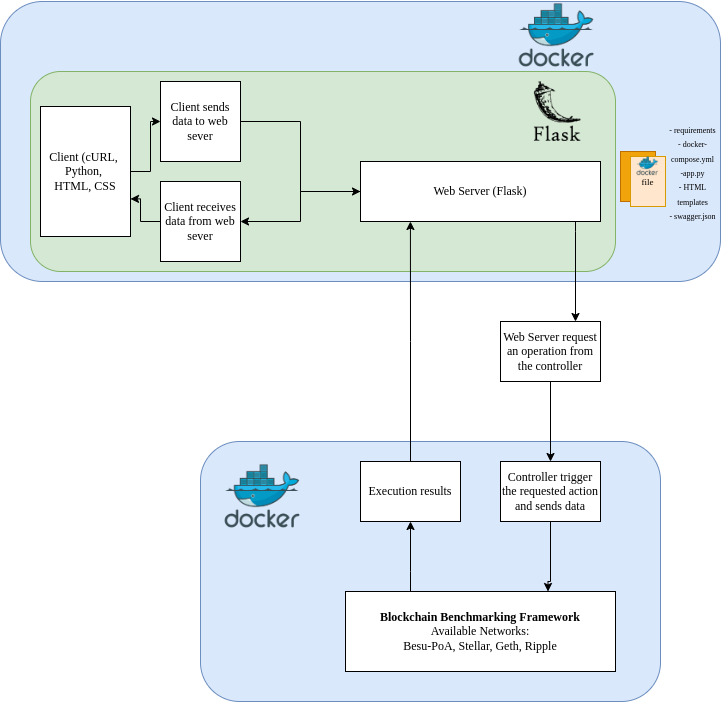 docker
Flask
Client (cURL,
Python,
HTML, CSS
Client sends
data to web
sever
Client receives
data from web
sever
Web Server (Flask)
docker
file
- requirements
- docker-
compose.yml
-app.py
- HTML
templates
- swagger.json
Web Server request
an operation from
the controller
docker
Execution results
Controller trigger
the requested action
and sends data
Blockchain Benchmarking Framework
Available Networks:
Besu-PoA, Stellar, Geth, Ripple